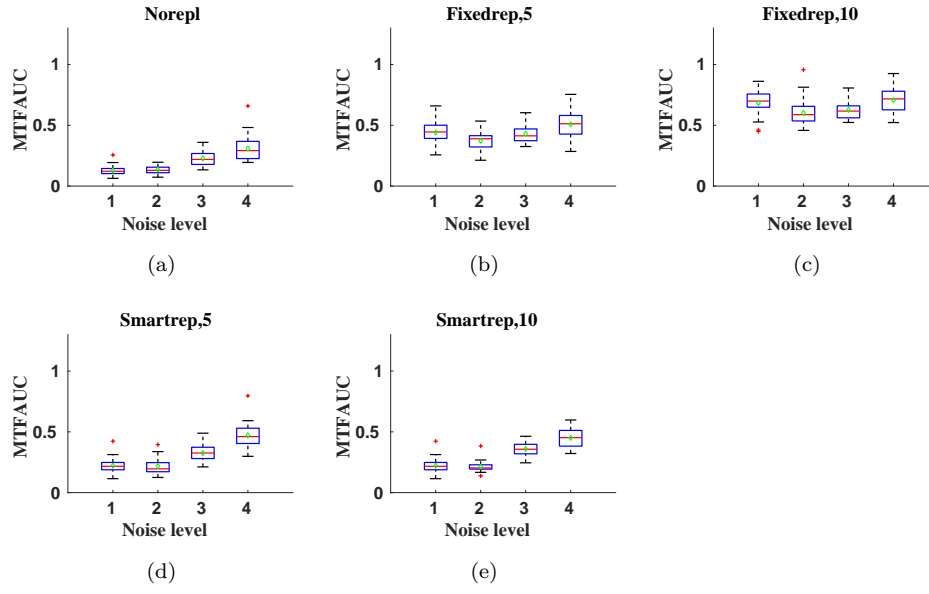 Norepl
1
0.5
0
MTFAUC
1 2 3 4
Noise level
(a)
Fixedrep,5
1
0.5
0
MTFAUC
1 2 3 4
Noise level
(b)
Fixedrep,10
1
0.5
0
MTFAUC
1 2 3 4
Noise level
(c)
Smartrep,5
1
0.5
0
MTFAUC
1 2 3 4
Noise level
(d)
Smartrep,10
1
0.5
0
MTFAUC
1 2 3 4
Noise level
(e)